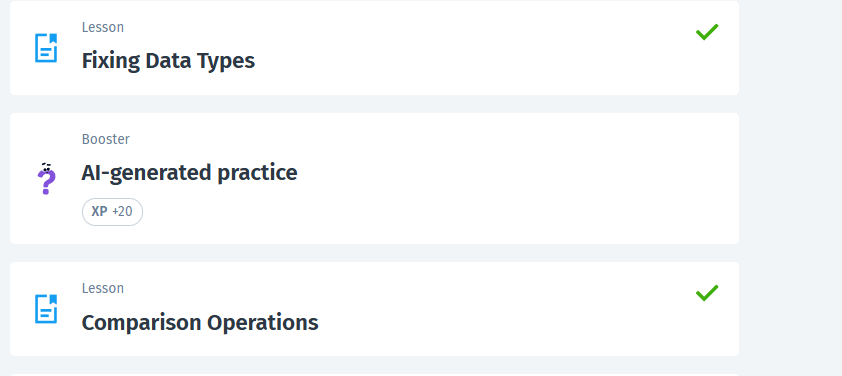 Lesson
Fixing Data Types
Booster
AI-generated practice
XP +20
Lesson
Comparison Operations